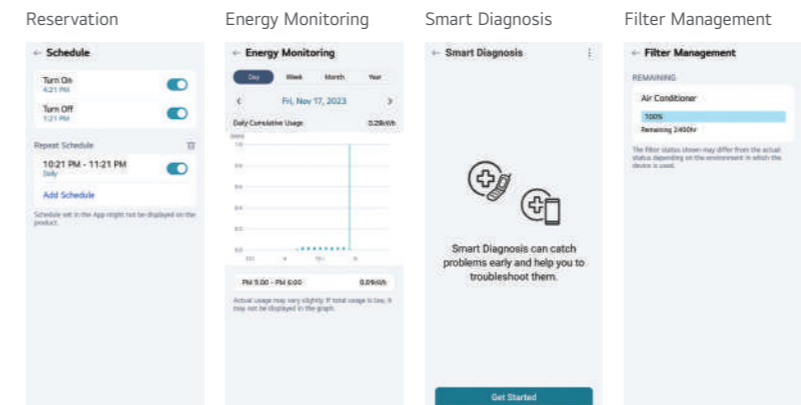 Reservation
Energy Monitoring
Smart Diagnosis
Filter Management
← Schedule
Turn On
4:21 PM
Turn Off
1:21 PM
Repeat Schedule
10:21 PM - 11:21 PM
Daily
Add Schedule
Schedule set in the App might not be displayed on the
product.
← Energy Monitoring
Day Week Month Year
< Fri, Nov 17, 2023 >
Daily Cumulative Usage 0.29kWh
PM 5:00 - PM 6:00 0.09kWh
Actual usage may vary slightly. If total usage is low, it
may not be displayed in the graph.
← Smart Diagnosis
Smart Diagnosis can catch
problems early and help you to
troubleshoot them.
Get Started
← Filter Management
REMAINING
Air Conditioner
100%
Remaining 2400hr
The filter status shown may differ from the actual
status depending on the environment in which the
device is used.